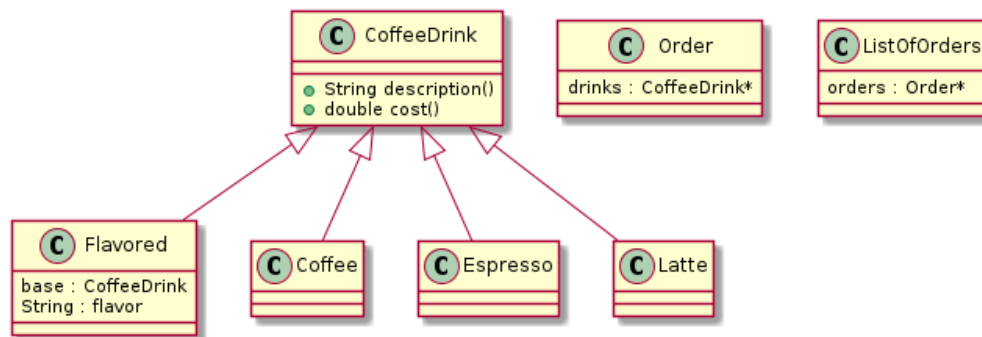 C CoffeeDrink
String description()
double cost()
C Order
drinks : CoffeeDrink*
C ListOfOrders
orders : Order*
C Flavored
base : CoffeeDrink
String : flavor
C Coffee
C Espresso
C Latte